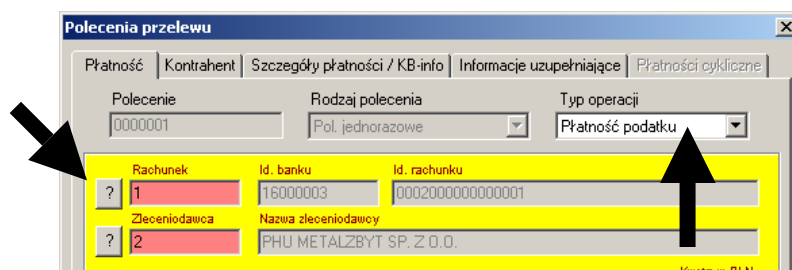 Polecenia przelewu
Płatność Kontrahent Szczegóły płatności / KB-info Informacje uzupełniające Płatności cykliczne
Polecenie Rodzaj polecenia Typ operacji
0000001 Pol. jednorazowe Płatność podatku
Rachunek Id. banku Id. rachunku
? 1 16000003 0002000000000001
Zleceniodawca Nazwa zleceniodawcy
? 2 PHU METALZBYT SP. Z O.O.